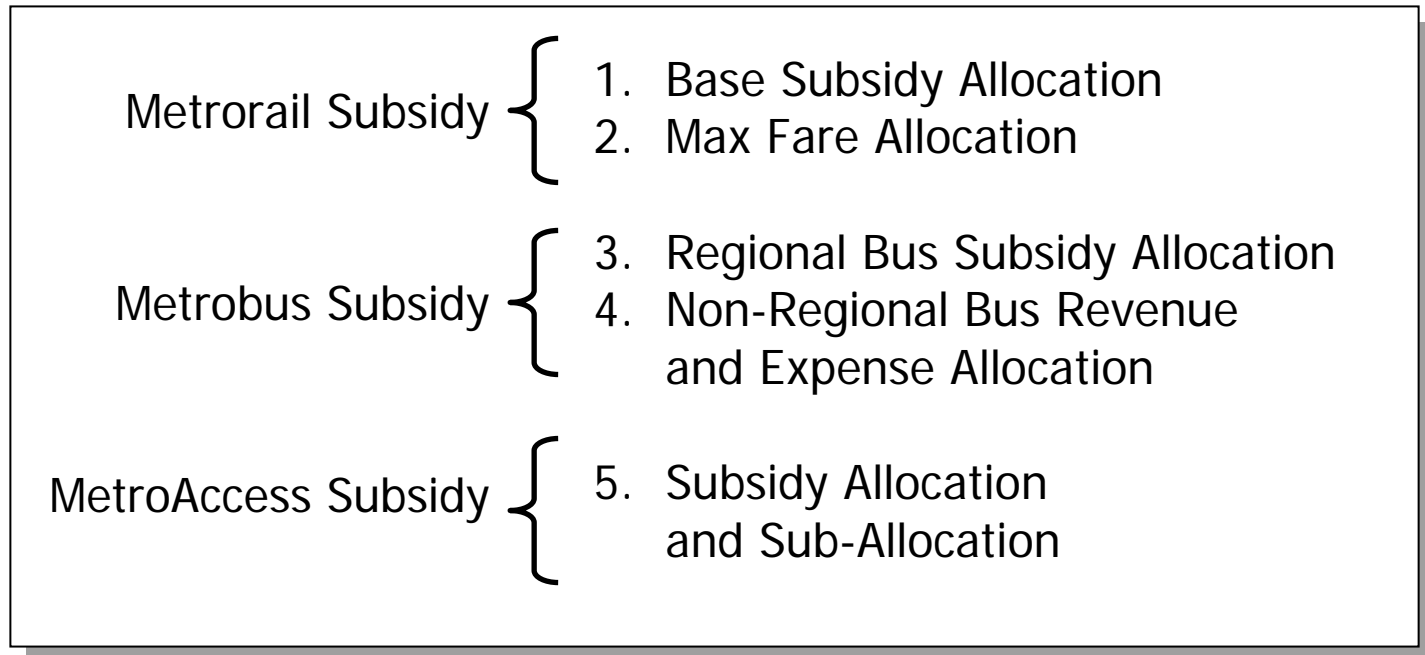 Metrorail Subsidy
1. Base Subsidy Allocation
2. Max Fare Allocation
Metrobus Subsidy
3. Regional Bus Subsidy Allocation
4. Non-Regional Bus Revenue
and Expense Allocation
MetroAccess Subsidy
5. Subsidy Allocation
and Sub-Allocation